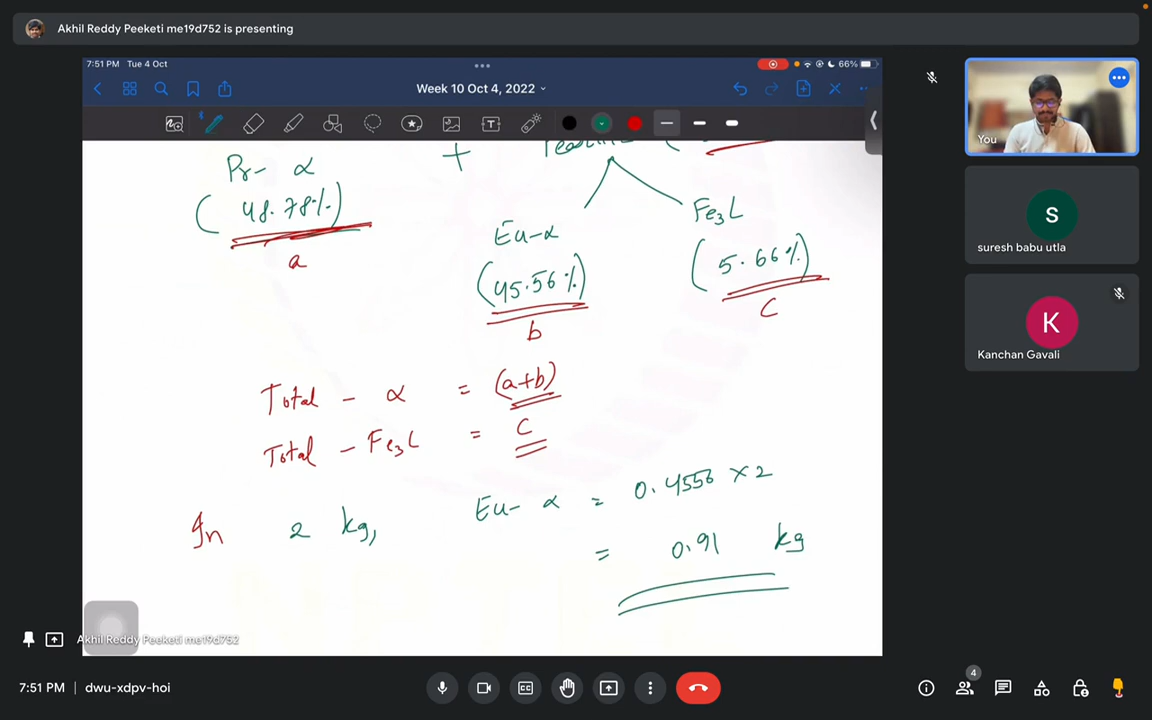 Akhil Reddy Peeketi me19d752 is presenting
7:51 PM Tue 4 Oct
66%
Week 10 Oct 4, 2022
You
Pr- α
+
(48.78%)
a
Eu-α
(45.56%)
b
Fe3C
(5.66%)
c
Total - α = (a+b)
Total - Fe3C = C
In 2 kg, Eu- α = 0.4556 x 2
= 0.91 kg
S
suresh babu utla
K
Kanchan Gavali
Akhil Reddy Peeketi me19d752
7:51 PM | dwu-xdpv-hoi
4